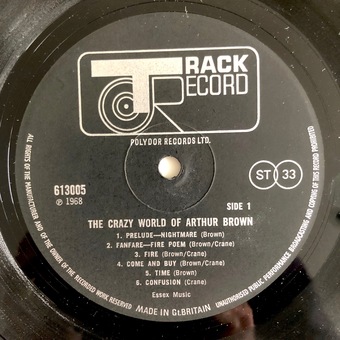 TRACK
RECORD
POLYDOR RECORDS LTD.
613005
℗ 1968
SIDE 1
ST 33
THE CRAZY WORLD OF ARTHUR BROWN
1. PRELUDE—NIGHTMARE (Brown)
2. FANFARE—FIRE POEM (Brown/Crane)
3. FIRE (Brown/Crane)
4. COME AND BUY (Brown/Crane)
5. TIME (Brown)
6. CONFUSION (Crane)
Essex Music
ALL RIGHTS OF THE MANUFACTURER AND OF THE OWNER OF THE RECORDED WORK RESERVED
MADE IN Gt.BRITAIN
UNAUTHORISED PUBLIC PERFORMANCE BROADCASTING AND COPYING OF THIS RECORD PROHIBITED